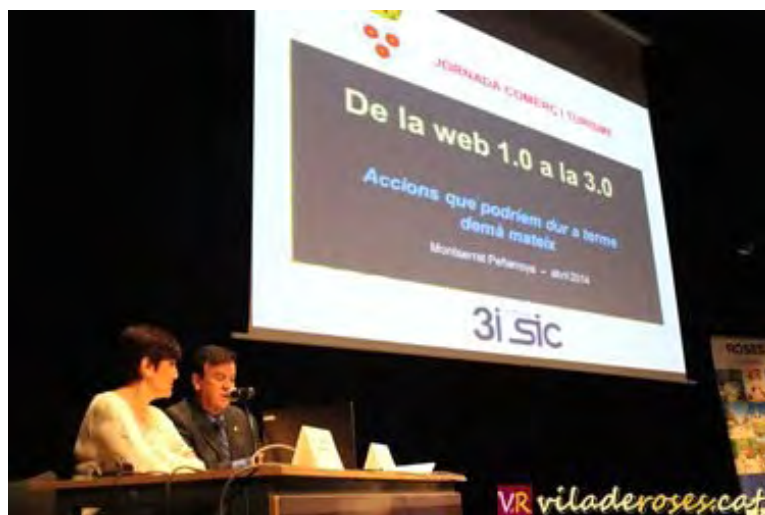 JORNADA COMERÇ I TURISME
De la web 1.0 a la 3.0
Accions que podríem dur a terme
demà mateix
Montserrat Peñarroya – abril 2014
3i sic
ROSES
VR viladeroses.cat